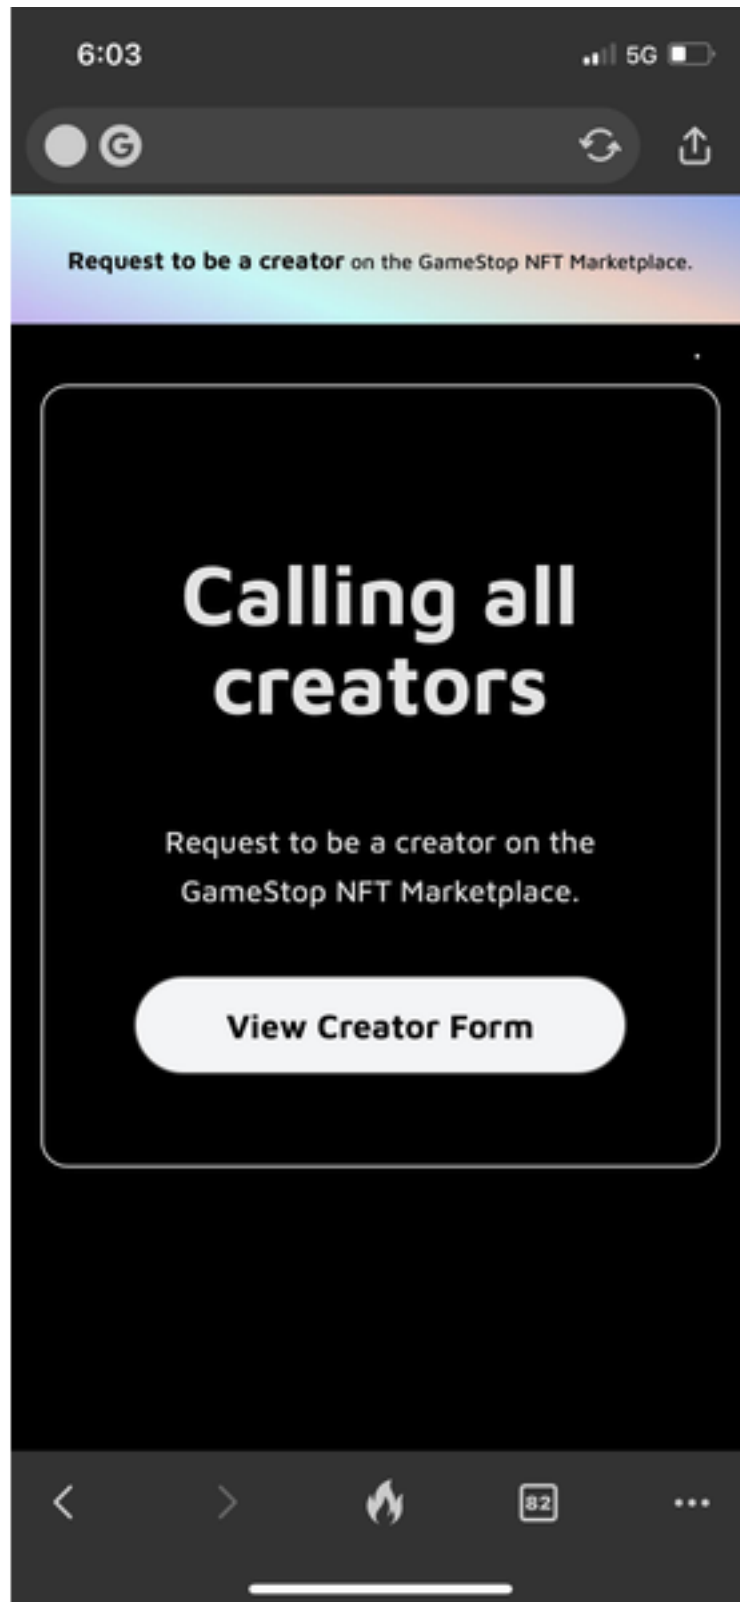 6:03
5G
G
Request to be a creator on the GameStop NFT Marketplace.
Calling all
creators
Request to be a creator on the
GameStop NFT Marketplace.
View Creator Form
82